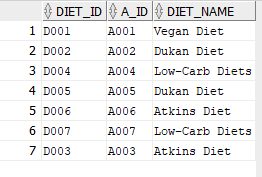 DIET_ID A_ID DIET_NAME
1 D001 A001 Vegan Diet
2 D002 A002 Dukan Diet
3 D004 A004 Low-Carb Diets
4 D005 A005 Dukan Diet
5 D006 A006 Atkins Diet
6 D007 A007 Low-Carb Diets
7 D003 A003 Atkins Diet